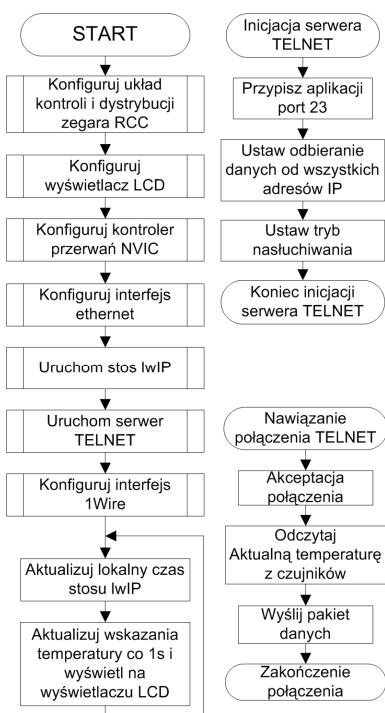 START
Konfiguruj układ
kontroli i dystrybucji
zegara RCC
Konfiguruj
wyświetlacz LCD
Konfiguruj kontroler
przerwań NVIC
Konfiguruj interfejs
ethernet
Uruchom stos lwIP
Uruchom serwer
TELNET
Konfiguruj interfejs
1Wire
Aktualizuj lokalny czas
stosu lwIP
Aktualizuj wskazania
temperatury co 1s i
wyświetl na
wyświetlaczu LCD
Inicjacja serwera
TELNET
Przypisz aplikacji
port 23
Ustaw odbieranie
danych od wszystkich
adresów IP
Ustaw tryb
nasłuchiwania
Koniec inicjacji
serwera TELNET
Nawiązanie
połączenia TELNET
Akceptacja
połączenia
Odczytaj
Aktualną temperaturę
z czujników
Wyślij pakiet
danych
Zakończenie
połączenia